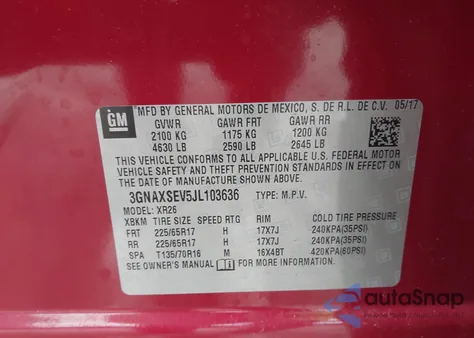 GM
MFD BY GENERAL MOTORS DE MEXICO, S. DE R.L. DE C.V. 05/17
GVWR GAWR FRT GAWR RR
2100 KG 1175 KG 1200 KG
4630 LB 2590 LB 2645 LB
THIS VEHICLE CONFORMS TO ALL APPLICABLE U.S. FEDERAL MOTOR
VEHICLE SAFETY AND THEFT PREVENTION STANDARDS IN EFFECT ON
THE DATE OF MANUFACTURE SHOWN ABOVE.
3GNAXSEV5JL103636 TYPE: M.P.V.
MODEL: XR26
XBKM TIRE SIZE SPEED RTG RIM COLD TIRE PRESSURE
FRT 225/65R17 H 17X7J 240KPA(35PSI)
RR 225/65R17 H 17X7J 240KPA(35PSI)
SPA T135/70R16 M 16X4BT 420KPA(60PSI)
SEE OWNER'S MANUAL FOR MORE INFORMATION.
autoSnap